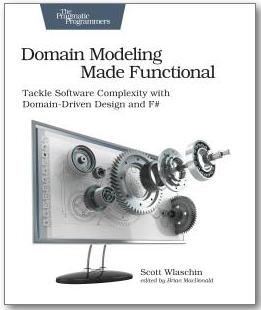 The
Pragmatic
Programmers
Domain Modeling
Made Functional
Tackle Software Complexity with
Domain-Driven Design and F#
Scott Wlaschin
edited by Brian MacDonald